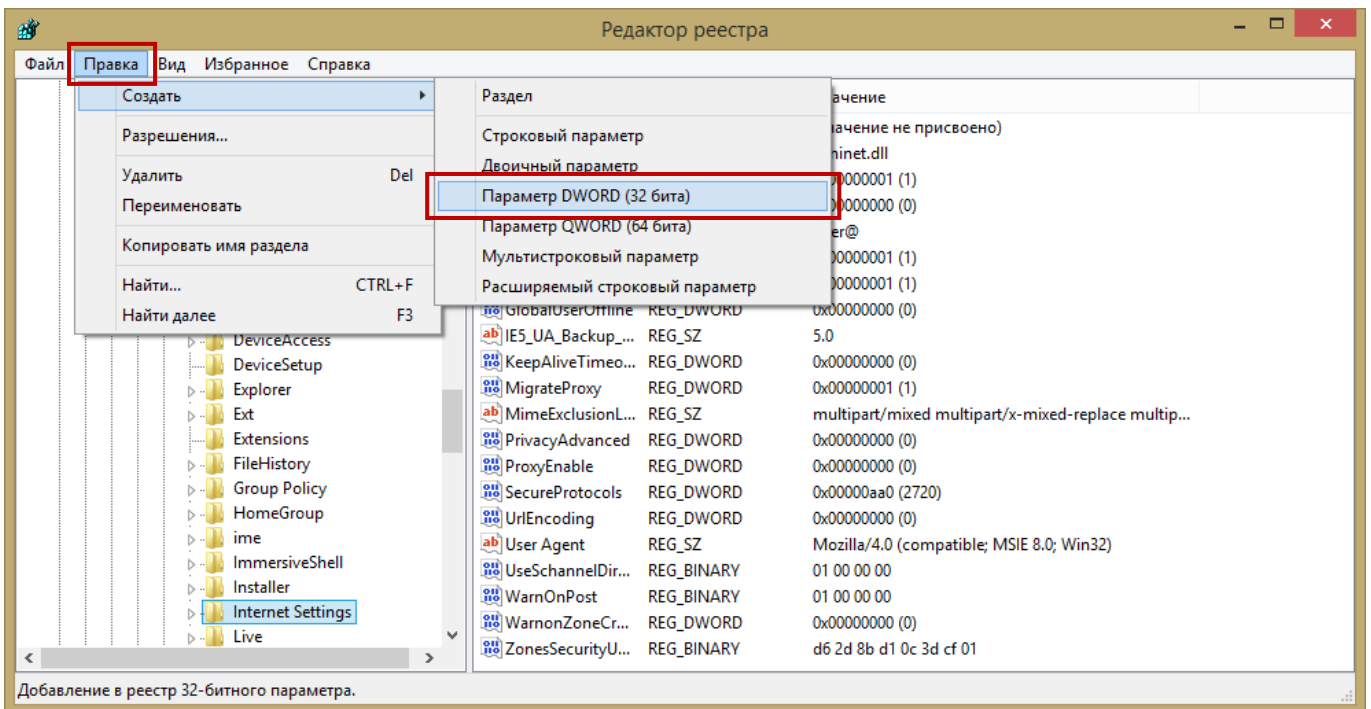 Редактор реестра
Файл Правка Вид Избранное Справка
Создать
Разрешения...
Удалить Del
Переименовать
Копировать имя раздела
Найти... CTRL+F
Найти далее F3
Раздел
Строковый параметр
Двоичный параметр
Параметр DWORD (32 бита)
Параметр QWORD (64 бита)
Мультистроковый параметр
Расширяемый строковый параметр
DeviceAccess
DeviceSetup
Explorer
Ext
Extensions
FileHistory
Group Policy
HomeGroup
ime
ImmersiveShell
Installer
Internet Settings
Live
ачение
ачение не присвоено)
inet.dll
0000001 (1)
0000000 (0)
er@
0000001 (1)
0000001 (1)
GlobalUserOffline REG_DWORD 0x00000000 (0)
IE5_UA_Backup_... REG_SZ 5.0
KeepAliveTimeo... REG_DWORD 0x00000000 (0)
MigrateProxy REG_DWORD 0x00000001 (1)
MimeExclusionL... REG_SZ multipart/mixed multipart/x-mixed-replace multip...
PrivacyAdvanced REG_DWORD 0x00000000 (0)
ProxyEnable REG_DWORD 0x00000000 (0)
SecureProtocols REG_DWORD 0x00000aa0 (2720)
UrlEncoding REG_DWORD 0x00000000 (0)
User Agent REG_SZ Mozilla/4.0 (compatible; MSIE 8.0; Win32)
UseSchannelDir... REG_BINARY 01 00 00 00
WarnOnPost REG_BINARY 01 00 00 00
WarnonZoneCr... REG_DWORD 0x00000000 (0)
ZonesSecurityU... REG_BINARY d6 2d 8b d1 0c 3d cf 01
Добавление в реестр 32-битного параметра.